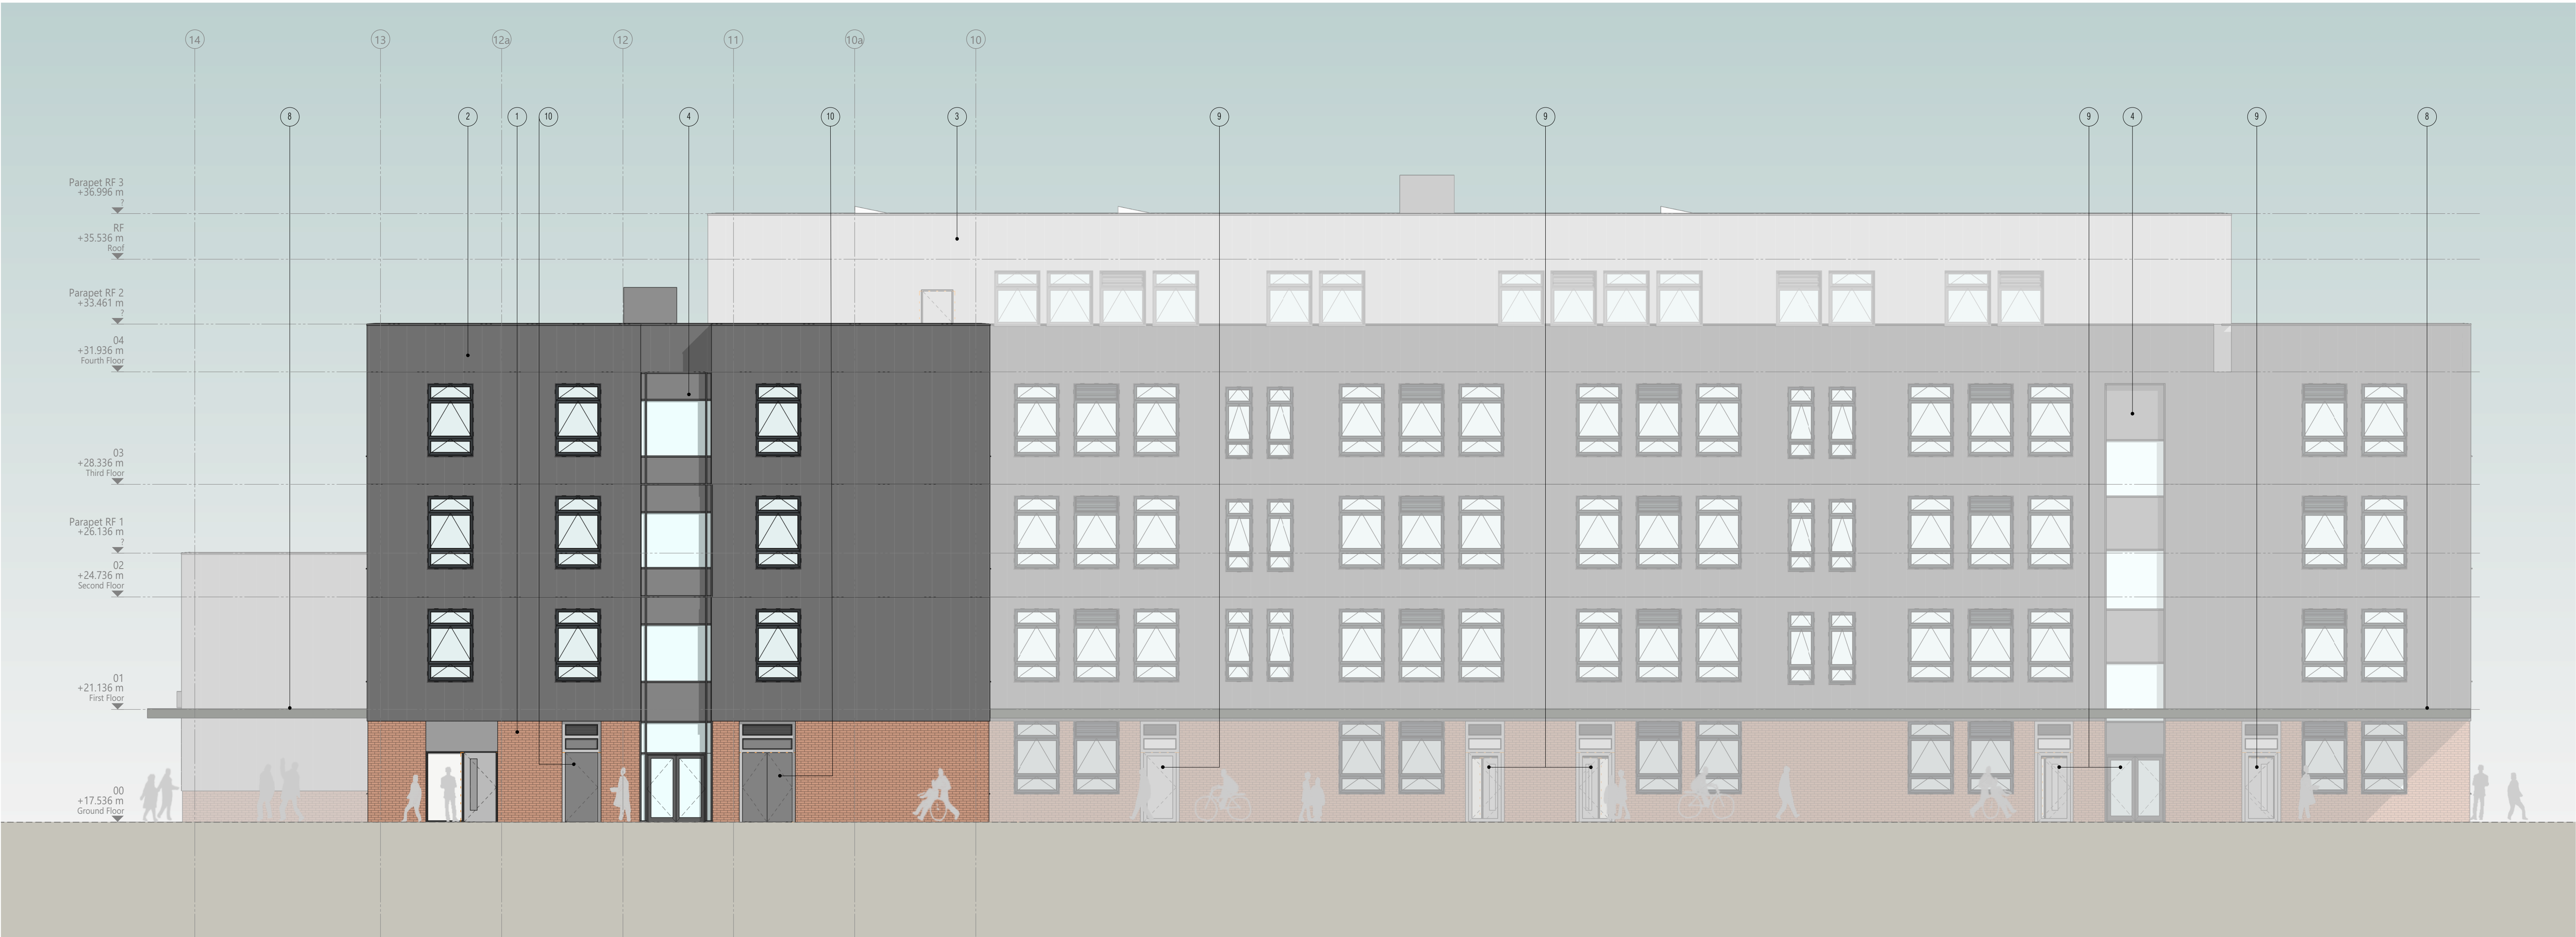 14
13
12a
12
11
10a
10
8
2
1
10
4
10
3
9
9
9
4
9
8
Parapet RF 3
+36.996 m
?
RF
+35.536 m
Roof
Parapet RF 2
+33.461 m
?
04
+31.936 m
Fourth Floor
03
+28.336 m
Third Floor
Parapet RF 1
+26.136 m
?
02
+24.736 m
Second Floor
01
+21.136 m
First Floor
00
+17.536 m
Ground Floor